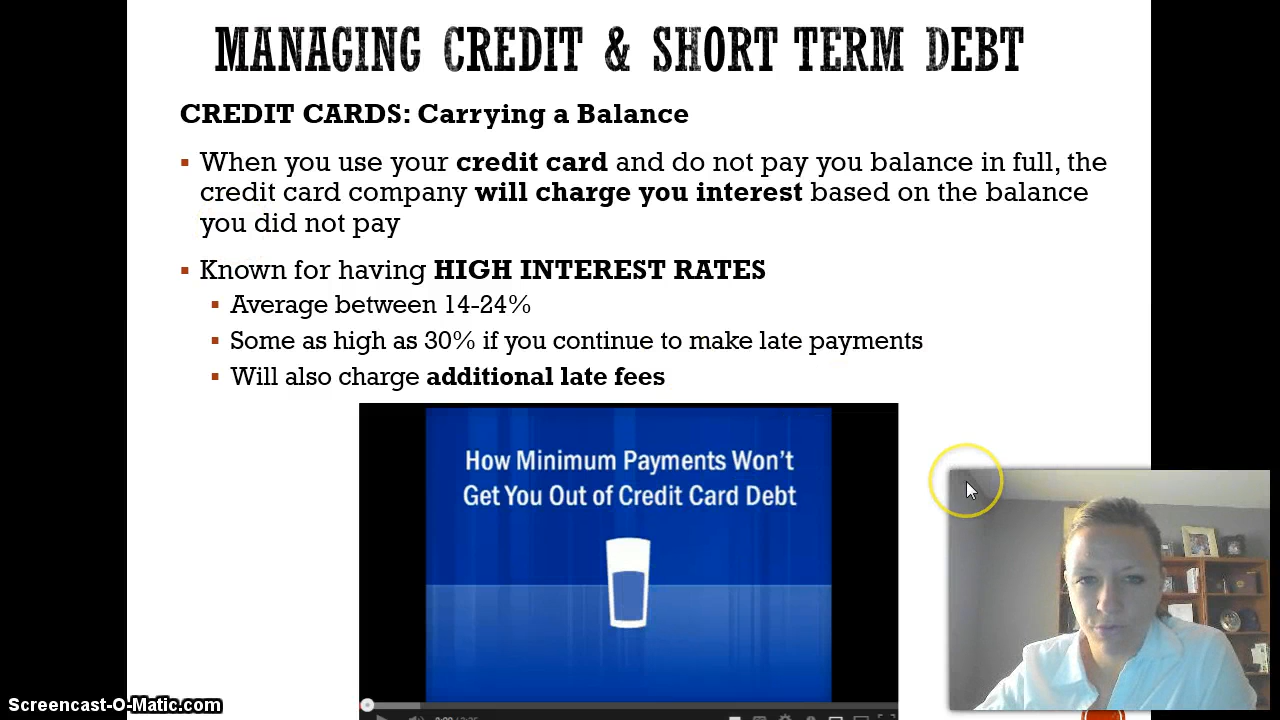 MANAGING CREDIT & SHORT TERM DEBT
CREDIT CARDS: Carrying a Balance
When you use your credit card and do not pay you balance in full, the
credit card company will charge you interest based on the balance
you did not pay
Known for having HIGH INTEREST RATES
Average between 14-24%
Some as high as 30% if you continue to make late payments
Will also charge additional late fees
How Minimum Payments Won't
Get You Out of Credit Card Debt
Screencast-O-Matic.com